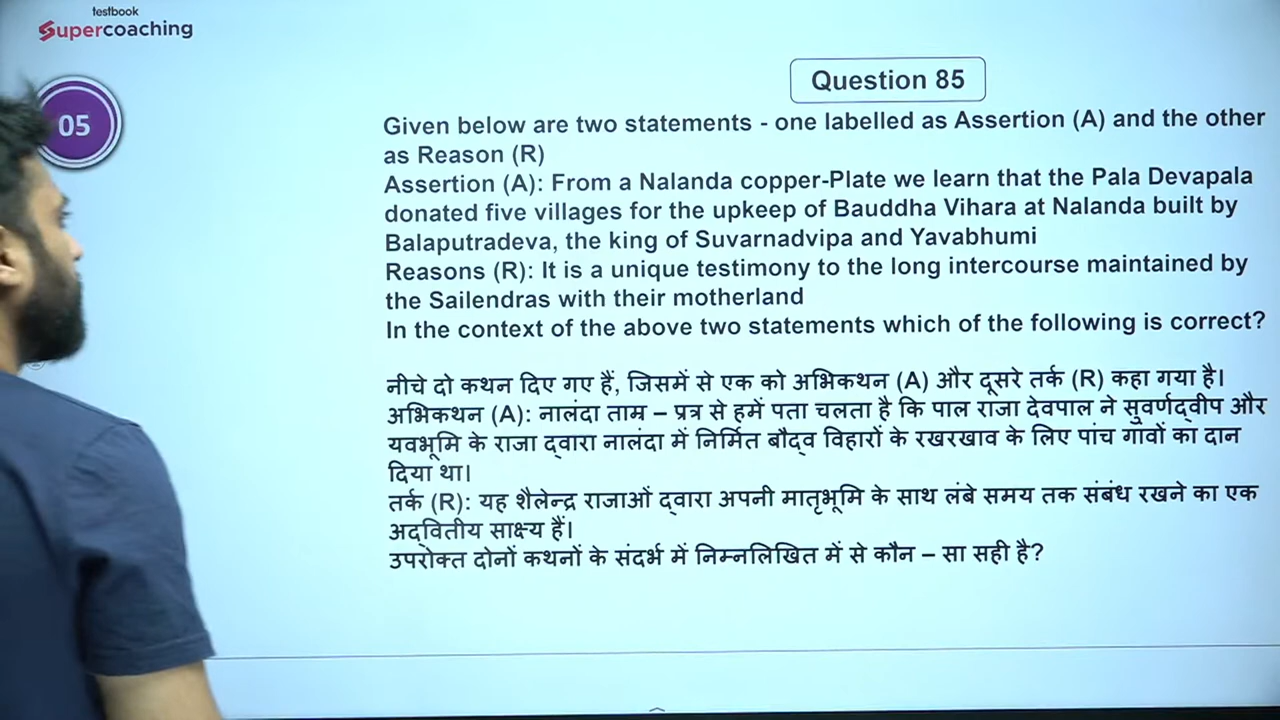 testbook
Supercoaching
05
Question 85
Given below are two statements - one labelled as Assertion (A) and the other
as Reason (R)
Assertion (A): From a Nalanda copper-Plate we learn that the Pala Devapala
donated five villages for the upkeep of Bauddha Vihara at Nalanda built by
Balaputradeva, the king of Suvarnadvipa and Yavabhumi
Reasons (R): It is a unique testimony to the long intercourse maintained by
the Sailendras with their motherland
In the context of the above two statements which of the following is correct?
नीचे दो कथन दिए गए हैं, जिसमें से एक को अभिकथन (A) और दूसरे तर्क (R) कहा गया है।
अभिकथन (A): नालंदा ताम्र – प्रत्र से हमें पता चलता है कि पाल राजा देवपाल ने सुवर्णद्वीप और
यवभूमि के राजा द्वारा नालंदा में निर्मित बौद्व विहारों के रखरखाव के लिए पांच गांवों का दान
दिया था।
तर्क (R): यह शैलेन्द्र राजाओं द्वारा अपनी मातृभूमि के साथ लंबे समय तक संबंध रखने का एक
अद्वितीय साक्ष्य हैं।
उपरोक्त दोनों कथनों के संदर्भ में निम्नलिखित में से कौन – सा सही है?